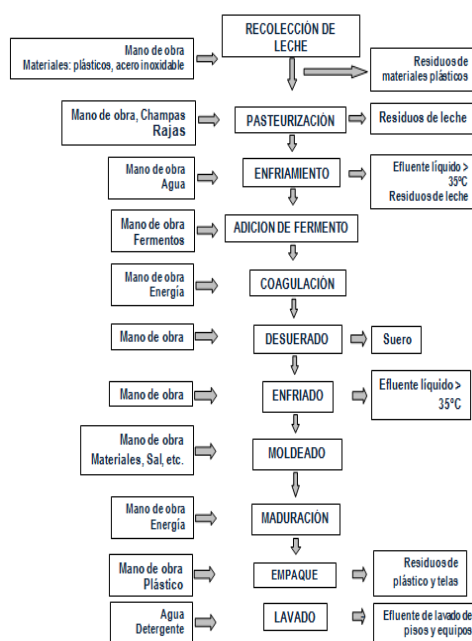 RECOLECCIÓN DE
LECHE
Mano de obra
Materiales: plásticos, acero inoxidable
Residuos de
materiales plásticos
Mano de obra, Champas
Rajas
PASTEURIZACIÓN
Residuos de leche
Mano de obra
Agua
ENFRIAMIENTO
Efluente líquido >
35ºC
Residuos de leche
Mano de obra
Fermentos
ADICION DE FERMENTO
Mano de obra
Energía
COAGULACIÓN
Mano de obra
DESUERADO
Suero
Mano de obra
ENFRIADO
Efluente líquido >
35ºC
Mano de obra
Materiales, Sal, etc.
MOLDEADO
Mano de obra
Energía
MADURACIÓN
Mano de obra
Plástico
EMPAQUE
Residuos de
plástico y telas
Agua
Detergente
LAVADO
Efluente de lavado de
pisos y equipos